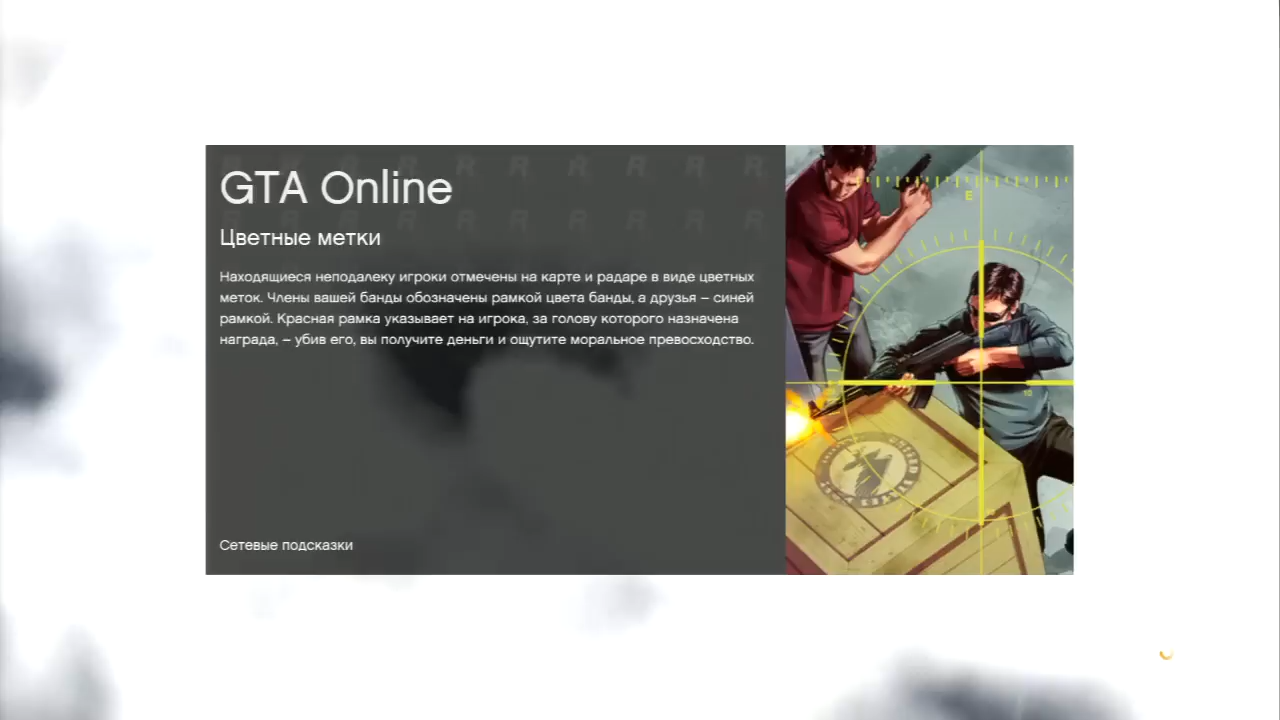 GTA Online
Цветные метки
Находящиеся неподалеку игроки отмечены на карте и радаре в виде цветных
меток. Члены вашей банды обозначены рамкой цвета банды, а друзья – синей
рамкой. Красная рамка указывает на игрока, за голову которого назначена
награда, – убив его, вы получите деньги и ощутите моральное превосходство.
Сетевые подсказки
E
10